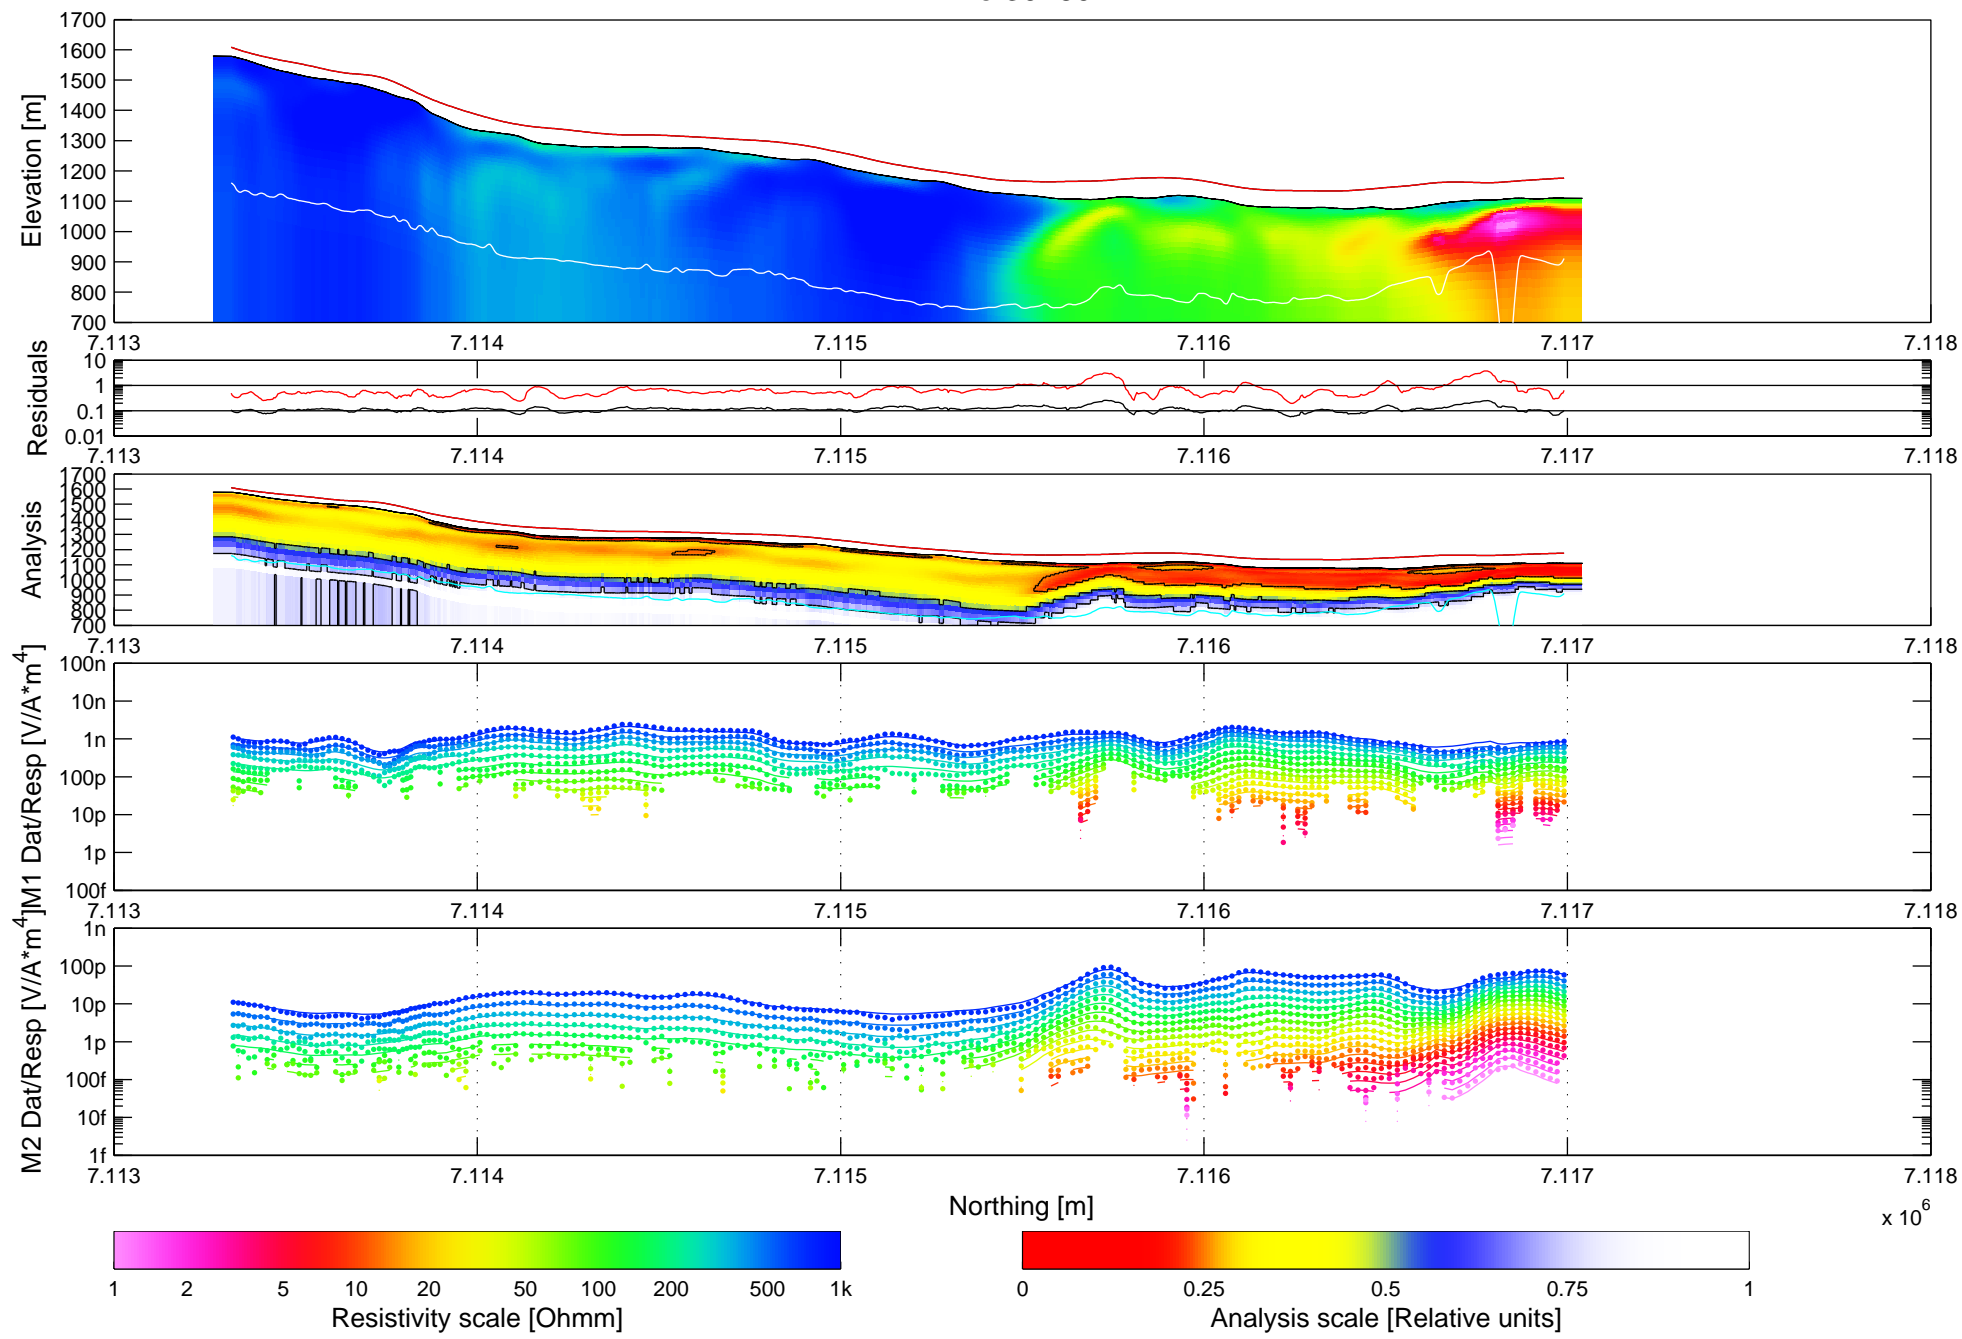 1700
1600
1500
1400
1300
1200
1100
1000
900
800
700
Elevation [m]
7.113 7.114 7.115 7.116 7.117 7.118
10
1
0.1
0.01
Residuals
7.113 7.114 7.115 7.116 7.117 7.118
1700
1600
1500
1400
1300
1200
1100
1000
900
800
700
Analysis
7.113 7.114 7.115 7.116 7.117 7.118
100n
10n
1n
100p
10p
1p
100f
M1 Dat/Resp [V/A*m4]
7.113 7.114 7.115 7.116 7.117 7.118
1n
100p
10p
1p
100f
10f
1f
M2 Dat/Resp [V/A*m4]
7.113 7.114 7.115 7.116 7.117 7.118
Northing [m]
x 106
1 2 5 10 20 50 100 200 500 1k
Resistivity scale [Ohmm]
0 0.25 0.5 0.75 1
Analysis scale [Relative units]